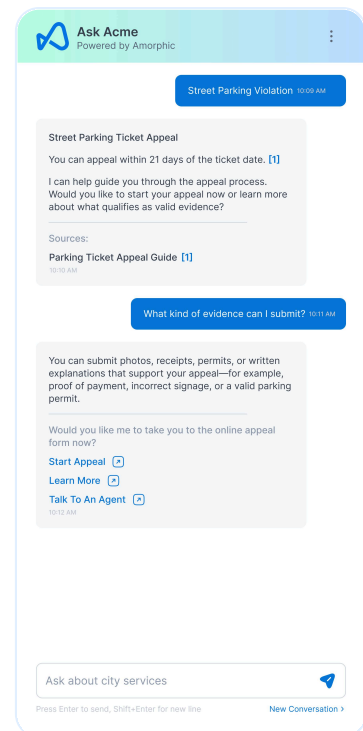 Ask Acme
Powered by Amorphic
Street Parking Violation 10:09 AM
Street Parking Ticket Appeal
You can appeal within 21 days of the ticket date. [1]
I can help guide you through the appeal process.
Would you like to start your appeal now or learn more
about what qualifies as valid evidence?
Sources:
Parking Ticket Appeal Guide [1]
10:10 AM
What kind of evidence can I submit? 10:11 AM
You can submit photos, receipts, permits, or written
explanations that support your appeal—for example,
proof of payment, incorrect signage, or a valid parking
permit.
Would you like me to take you to the online appeal
form now?
Start Appeal
Learn More
Talk To An Agent
10:12 AM
Ask about city services
Press Enter to send, Shift+Enter for new line
New Conversation >